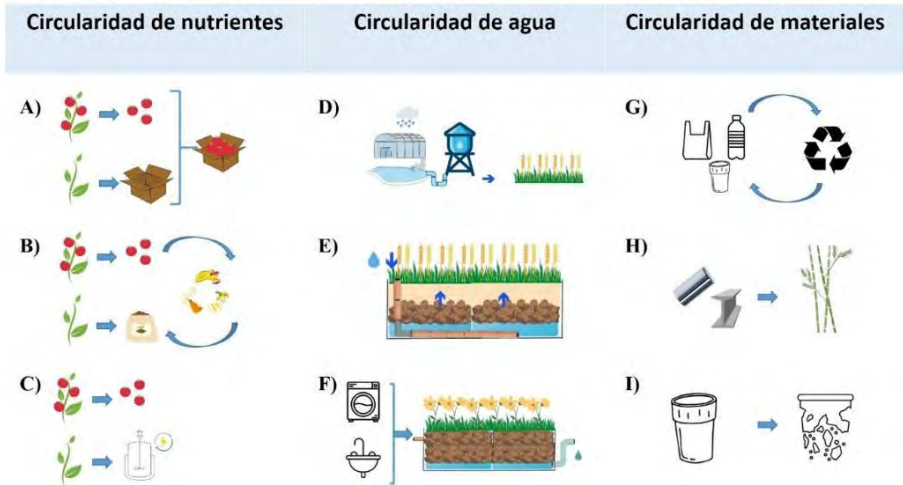 Circularidad de nutrientes
Circularidad de agua
Circularidad de materiales
A)
D)
G)
B)
E)
H)
C)
F)
I)